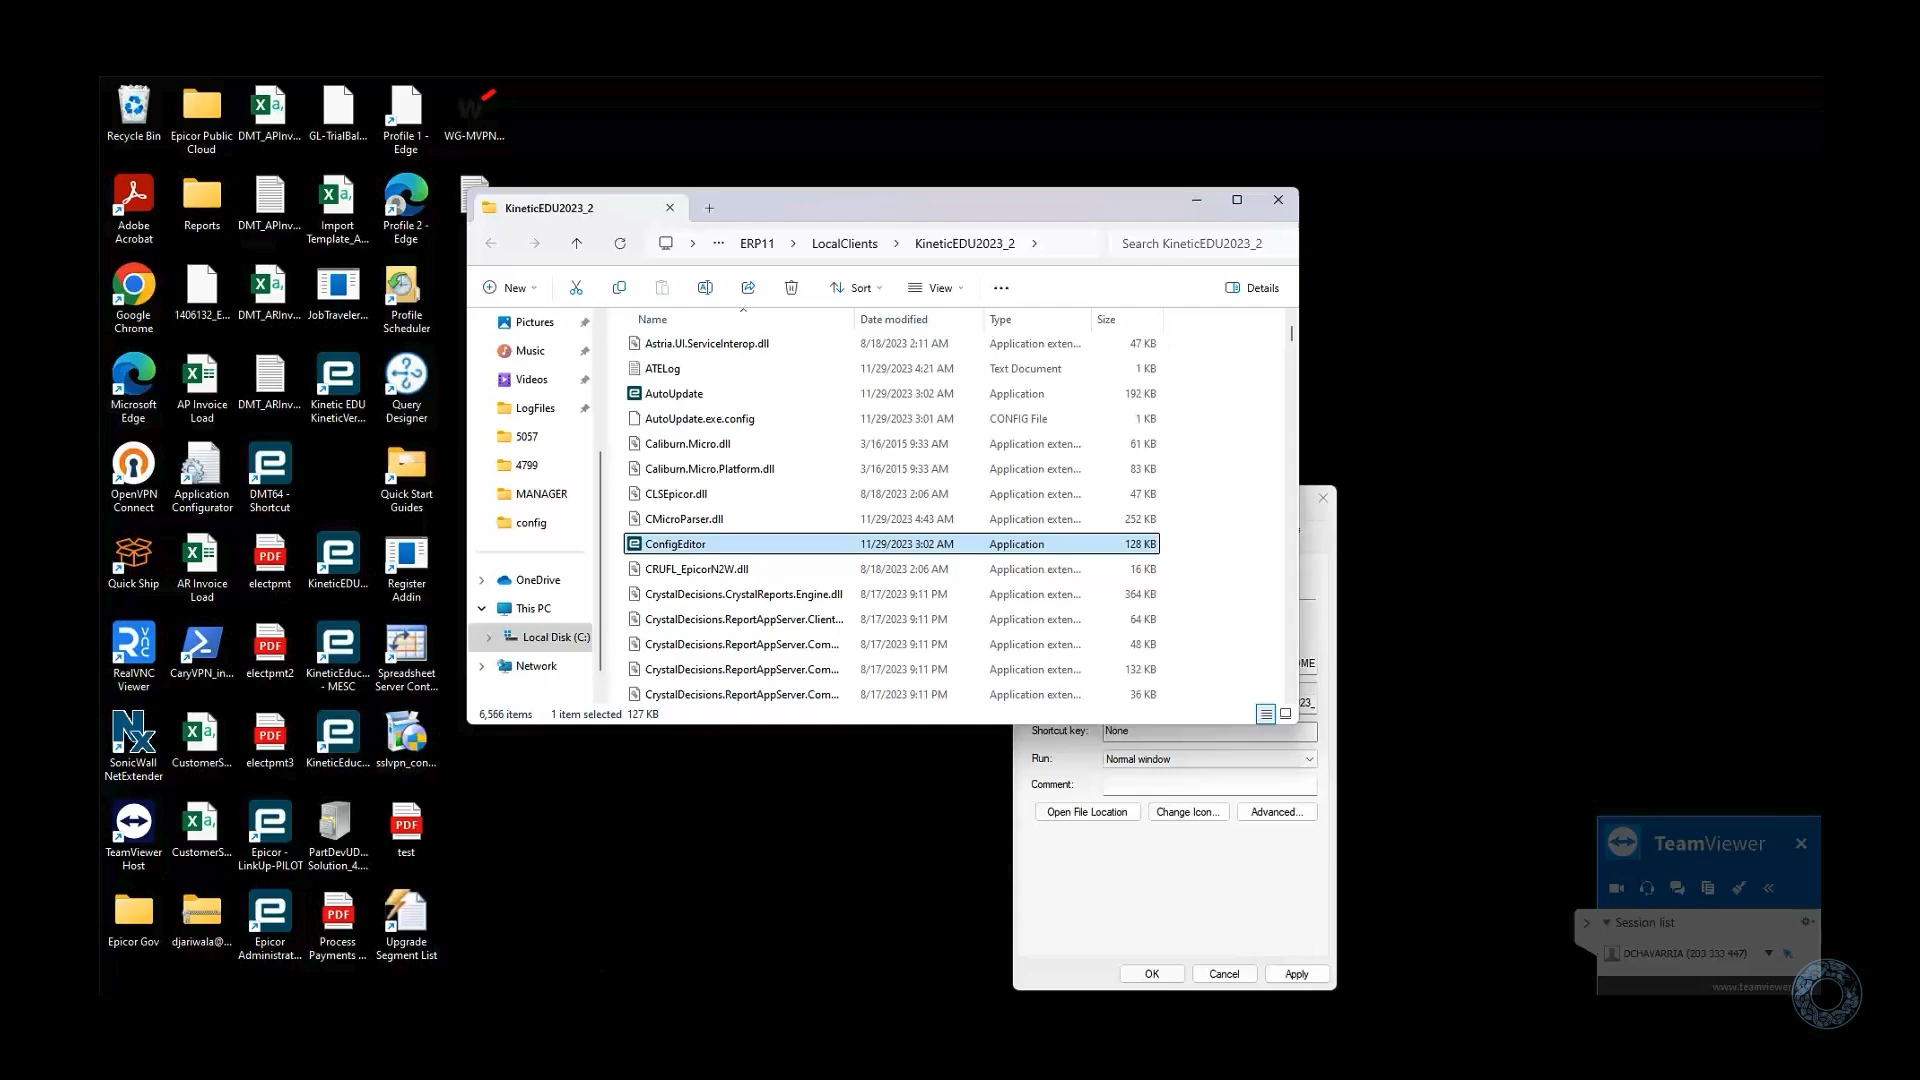 Recycle Bin
Epicor Public Cloud
DMT_APInv...
GL-TrialBal...
Profile 1 - Edge
WG-MVPN...
Adobe Acrobat
Reports
DMT_APInv...
Import Template_A...
Profile 2 - Edge
Google Chrome
1406132_E...
DMT_ARInv...
JobTraveler...
Profile Scheduler
Microsoft Edge
AP Invoice Load
DMT_ARInv...
Kinetic EDU KineticVer...
Query Designer
OpenVPN Connect
Application Configurator
DMT64 - Shortcut
Quick Start Guides
Quick Ship
AR Invoice Load
electpmt
KineticEDU...
Register Addin
RealVNC Viewer
CaryVPN_in...
electpmt2
KineticEduc... - MESC
Spreadsheet Server Cont...
SonicWall NetExtender
CustomerS...
electpmt3
KineticEduc...
sslvpn_con...
TeamViewer Host
CustomerS...
Epicor - LinkUp-PILOT
PartDevUD... Solution_4...
test
Epicor Gov
djariwala@...
Epicor Administrat...
Process Payments ...
Upgrade Segment List
KineticEDU2023_2
ERP11 LocalClients KineticEDU2023_2
Search KineticEDU2023_2
New Sort View Details
Pictures
Music
Videos
LogFiles
5057
4799
MANAGER
config
OneDrive
This PC
Local Disk (C:)
Network
Name Date modified Type Size
Astria.UI.ServiceInterop.dll 8/18/2023 2:11 AM Application exten... 47 KB
ATELog 11/29/2023 4:21 AM Text Document 1 KB
AutoUpdate 11/29/2023 3:02 AM Application 192 KB
AutoUpdate.exe.config 11/29/2023 3:01 AM CONFIG File 1 KB
Caliburn.Micro.dll 3/16/2015 9:33 AM Application exten... 61 KB
Caliburn.Micro.Platform.dll 3/16/2015 9:33 AM Application exten... 83 KB
CLSEpicor.dll 8/18/2023 2:06 AM Application exten... 47 KB
CMicroParser.dll 11/29/2023 4:43 AM Application exten... 252 KB
ConfigEditor 11/29/2023 3:02 AM Application 128 KB
CRUFL_EpicorN2W.dll 8/18/2023 2:06 AM Application exten... 16 KB
CrystalDecisions.CrystalReports.Engine.dll 8/17/2023 9:11 PM Application exten... 364 KB
CrystalDecisions.ReportAppServer.Client... 8/17/2023 9:11 PM Application exten... 64 KB
CrystalDecisions.ReportAppServer.Com... 8/17/2023 9:11 PM Application exten... 48 KB
CrystalDecisions.ReportAppServer.Com... 8/17/2023 9:11 PM Application exten... 132 KB
CrystalDecisions.ReportAppServer.Com... 8/17/2023 9:11 PM Application exten... 36 KB
6,566 items 1 item selected 127 KB
OME
023_
Shortcut key: None
Run: Normal window
Comment:
Open File Location Change Icon... Advanced...
OK Cancel Apply
TeamViewer
Session list
DCHAVARRIA (203 333 447)
www.teamviewer